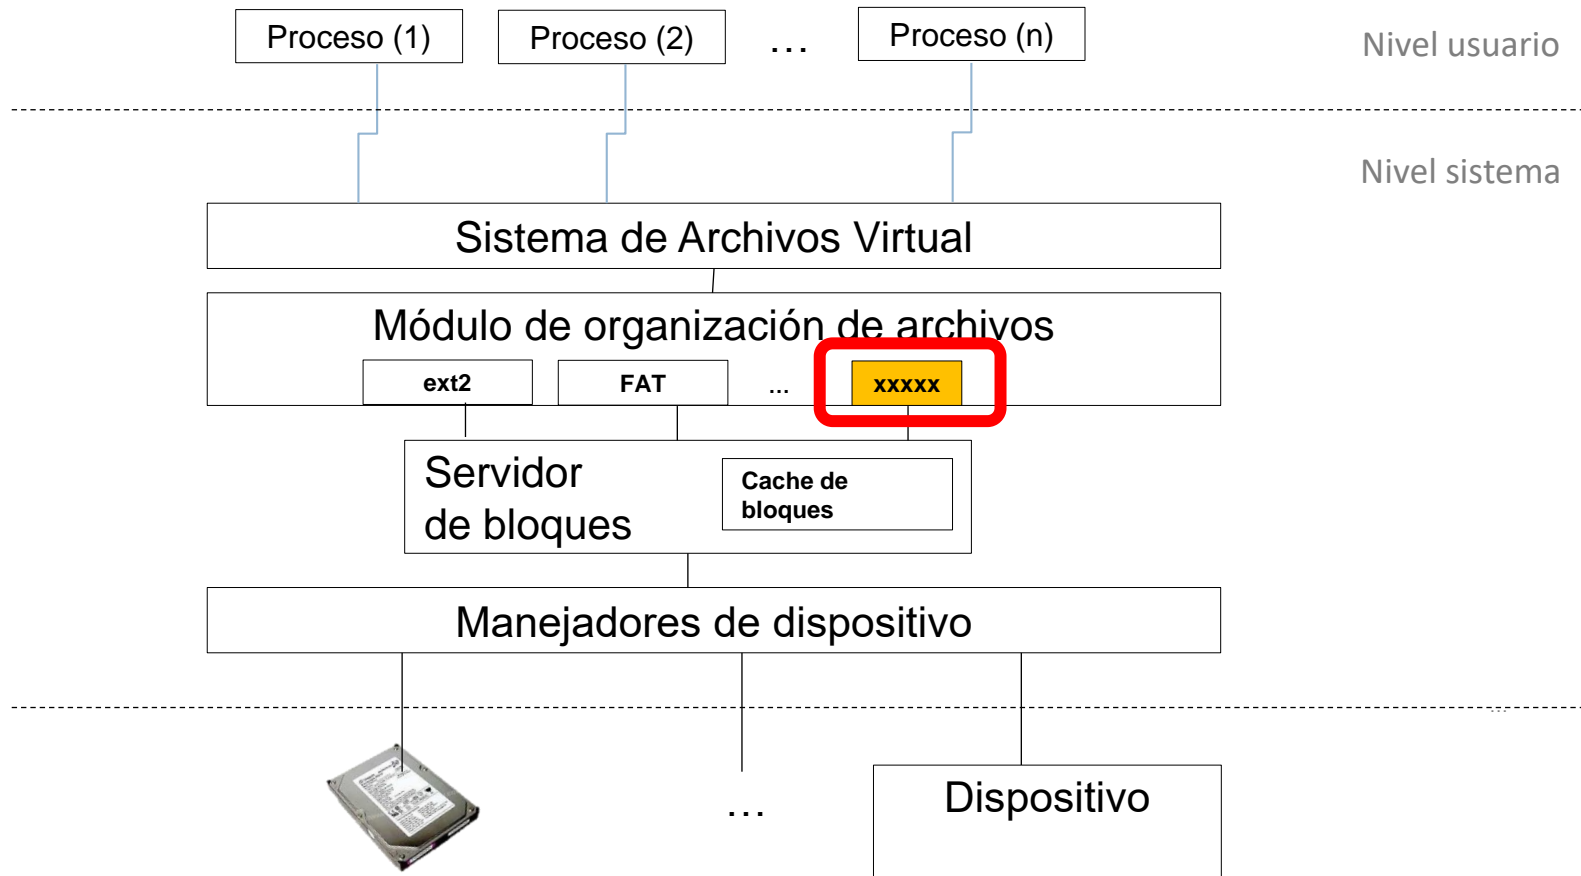 Proceso (1)
Proceso (2)
…
Proceso (n)
Nivel usuario
Nivel sistema
Sistema de Archivos Virtual
Módulo de organización de archivos
ext2
FAT
...
xxxxx
Servidor
de bloques
Cache de
bloques
Manejadores de dispositivo
...
…
Dispositivo